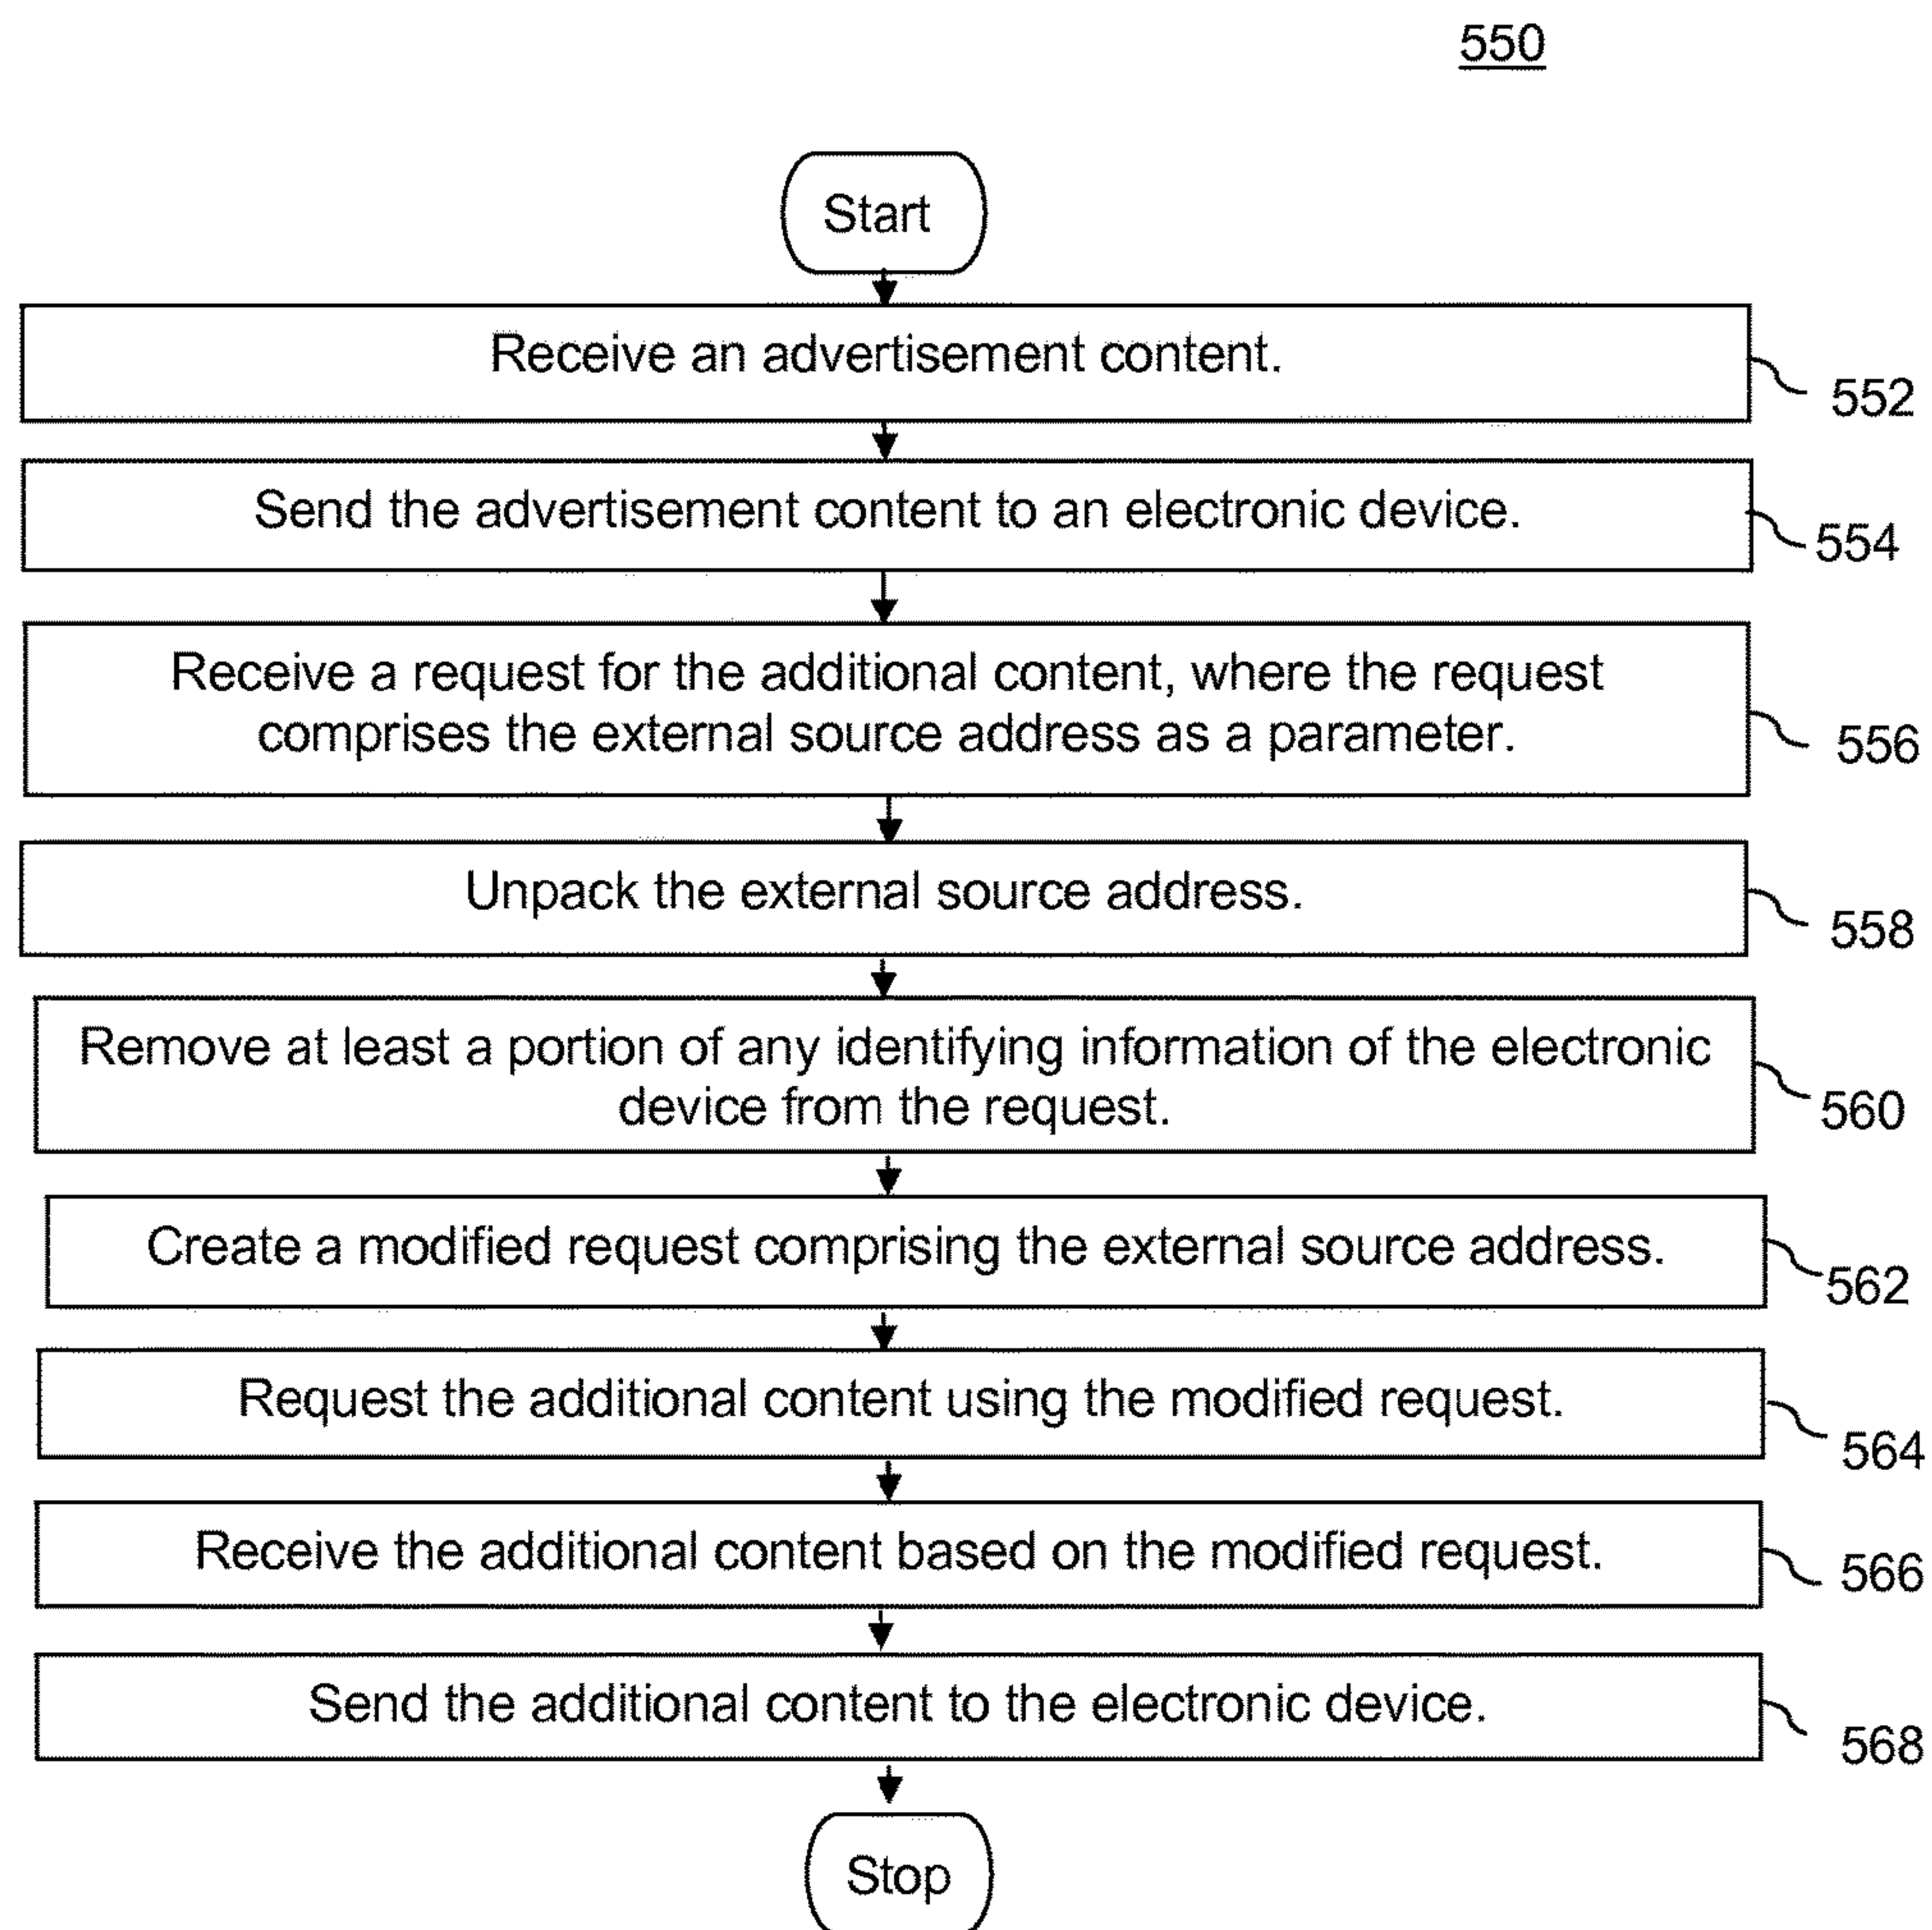 550
Start
Receive an advertisement content.
552
Send the advertisement content to an electronic device.
554
Receive a request for the additional content, where the request
comprises the external source address as a parameter.
556
Unpack the external source address.
558
Remove at least a portion of any identifying information of the electronic
device from the request.
560
Create a modified request comprising the external source address.
562
Request the additional content using the modified request.
564
Receive the additional content based on the modified request.
566
Send the additional content to the electronic device.
568
Stop